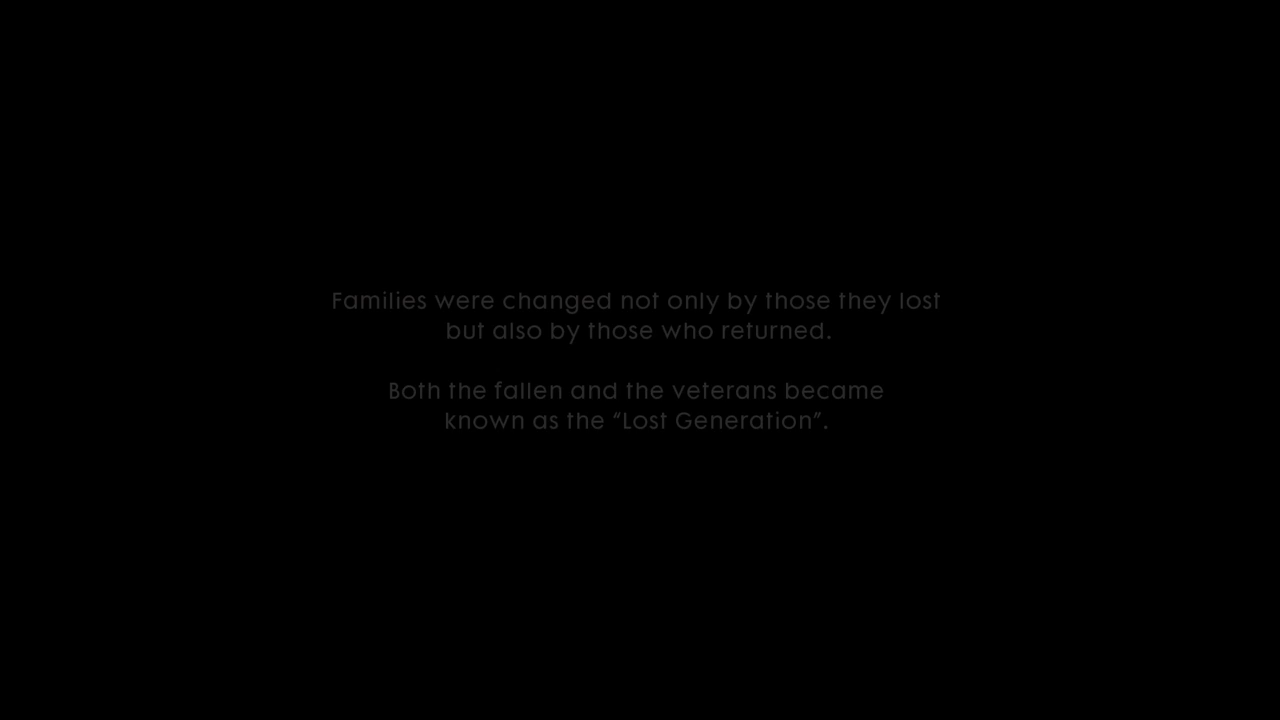 Families were changed not only by those they lost
but also by those who returned.
Both the fallen and the veterans became
known as the “Lost Generation”.